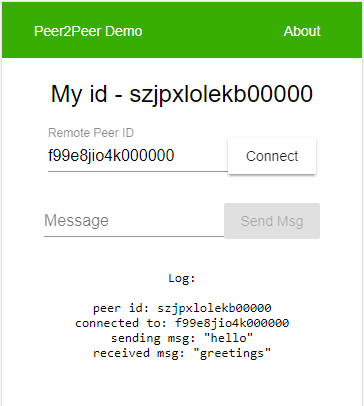 Peer2Peer Demo About
My id - szjpxlolekb00000
Remote Peer ID
f99e8jio4k000000 Connect
Message Send Msg
Log:
peer id: szjpxlolekb00000
connected to: f99e8jio4k000000
sending msg: "hello"
received msg: "greetings"